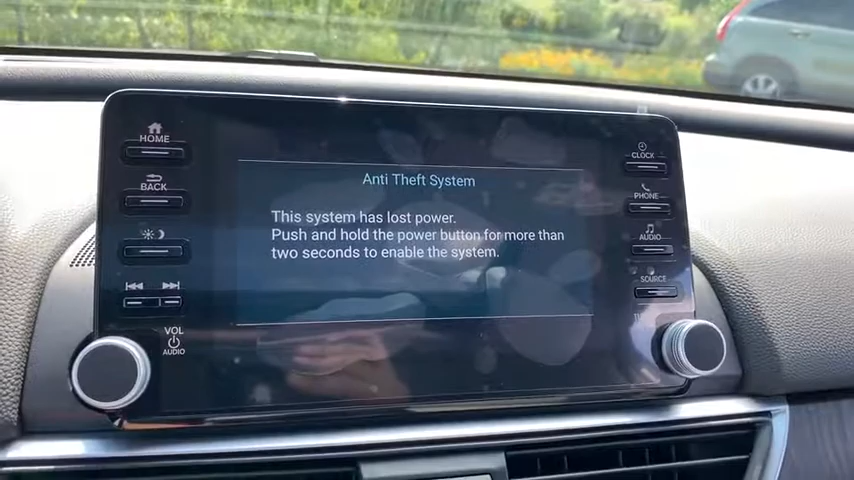 HOME
BACK
VOL
AUDIO
Anti Theft System
This system has lost power.
Push and hold the power button for more than
two seconds to enable the system.
CLOCK
PHONE
AUDIO
SOURCE